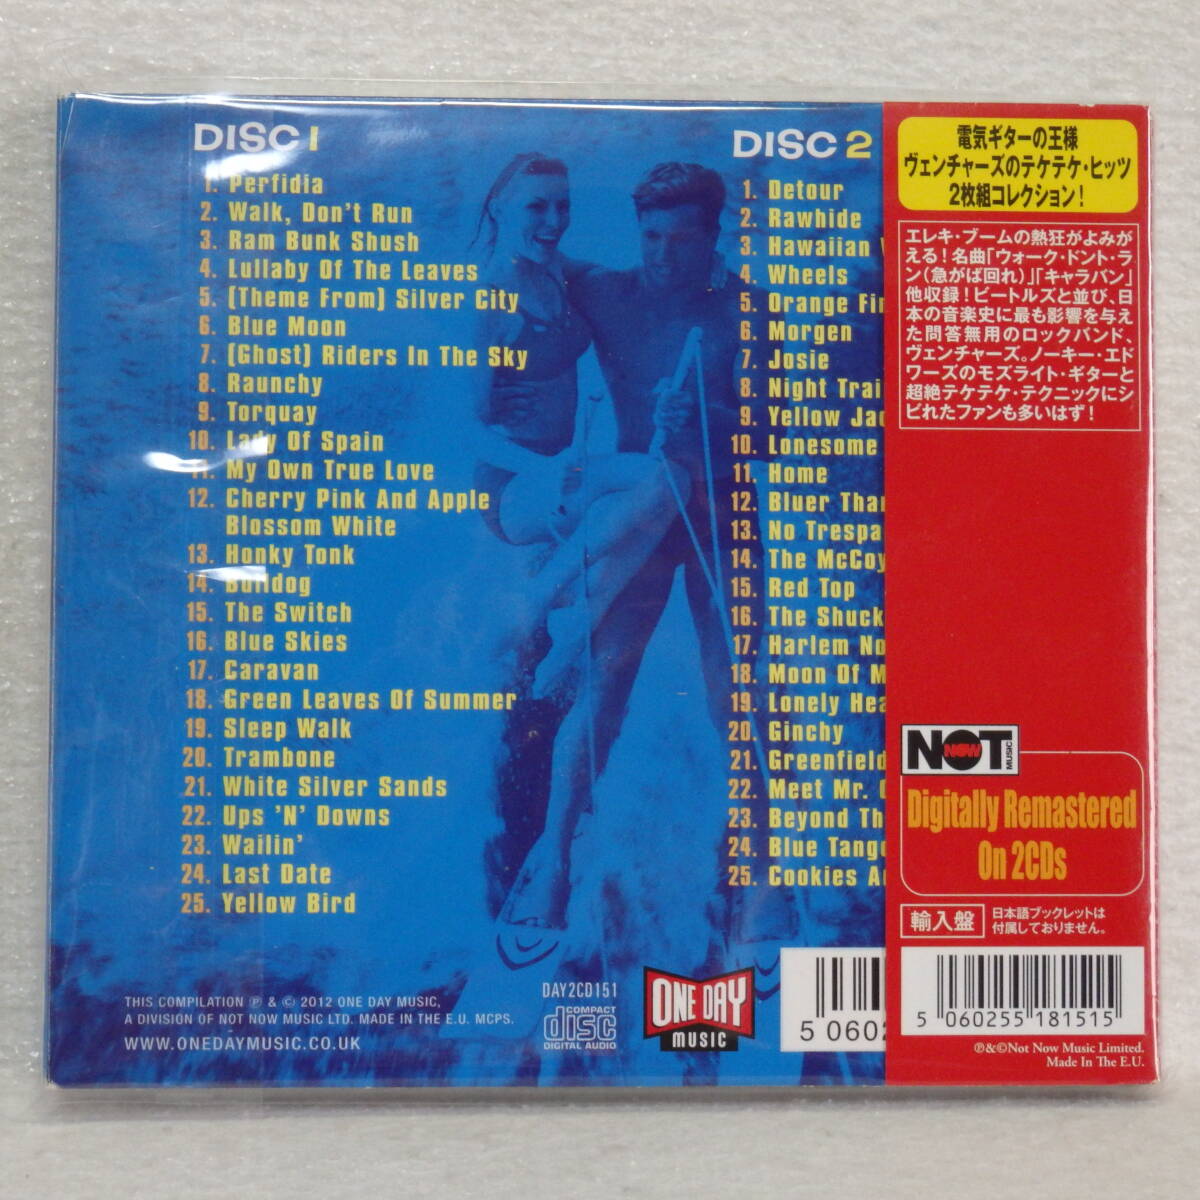 DISC 1
1. Perfidia
2. Walk, Don't Run
3. Ram Bunk Shush
4. Lullaby Of The Leaves
5. (Theme From) Silver City
6. Blue Moon
7. (Ghost) Riders In The Sky
8. Raunchy
9. Torquay
10. Lady Of Spain
11. My Own True Love
12. Cherry Pink And Apple
Blossom White
13. Honky Tonk
14. Bulldog
15. The Switch
16. Blue Skies
17. Caravan
18. Green Leaves Of Summer
19. Sleep Walk
20. Trambone
21. White Silver Sands
22. Ups 'N' Downs
23. Wailin'
24. Last Date
25. Yellow Bird
DISC 2
1. Detour
2. Rawhide
3. Hawaiian
4. Wheels
5. Orange Fi
6. Morgen
7. Josie
8. Night Trai
9. Yellow Jac
10. Lonesome
11. Home
12. Bluer Than
13. No Trespa
14. The McCoy
15. Red Top
16. The Shuck
17. Harlem No
18. Moon Of M
19. Lonely Hea
20. Ginchy
21. Greenfield
22. Meet Mr.
23. Beyond Th
24. Blue Tango
25. Cookies A
THIS COMPILATION ℗ & © 2012 ONE DAY MUSIC,
A DIVISION OF NOT NOW MUSIC LTD. MADE IN THE E.U. MCPS.
WWW.ONEDAYMUSIC.CO.UK
DAY2CD151
COMPACT
disc
DIGITAL AUDIO
ONE DAY
MUSIC
5 060
電気ギターの王様
ヴェンチャーズのテケテケ・ヒッツ
2枚組コレクション!
エレキ・ブームの熱狂がよみが
える!名曲「ウォーク・ドント・ラ
ン(急がば回れ)」「キャラバン」
他収録!ビートルズと並び、日
本の音楽史に最も影響を与え
た問答無用のロックバンド、
ヴェンチャーズ。ノーキー・エド
ワーズのモズライト・ギターと
超絶テケテケ・テクニックにシ
ビれたファンも多いはず!
NOT NOW MUSIC
Digitally Remastered
On 2CDs
輸入盤
日本語ブックレットは
付属しておりません。
5 060255 181515
℗&©Not Now Music Limited.
Made In The E.U.